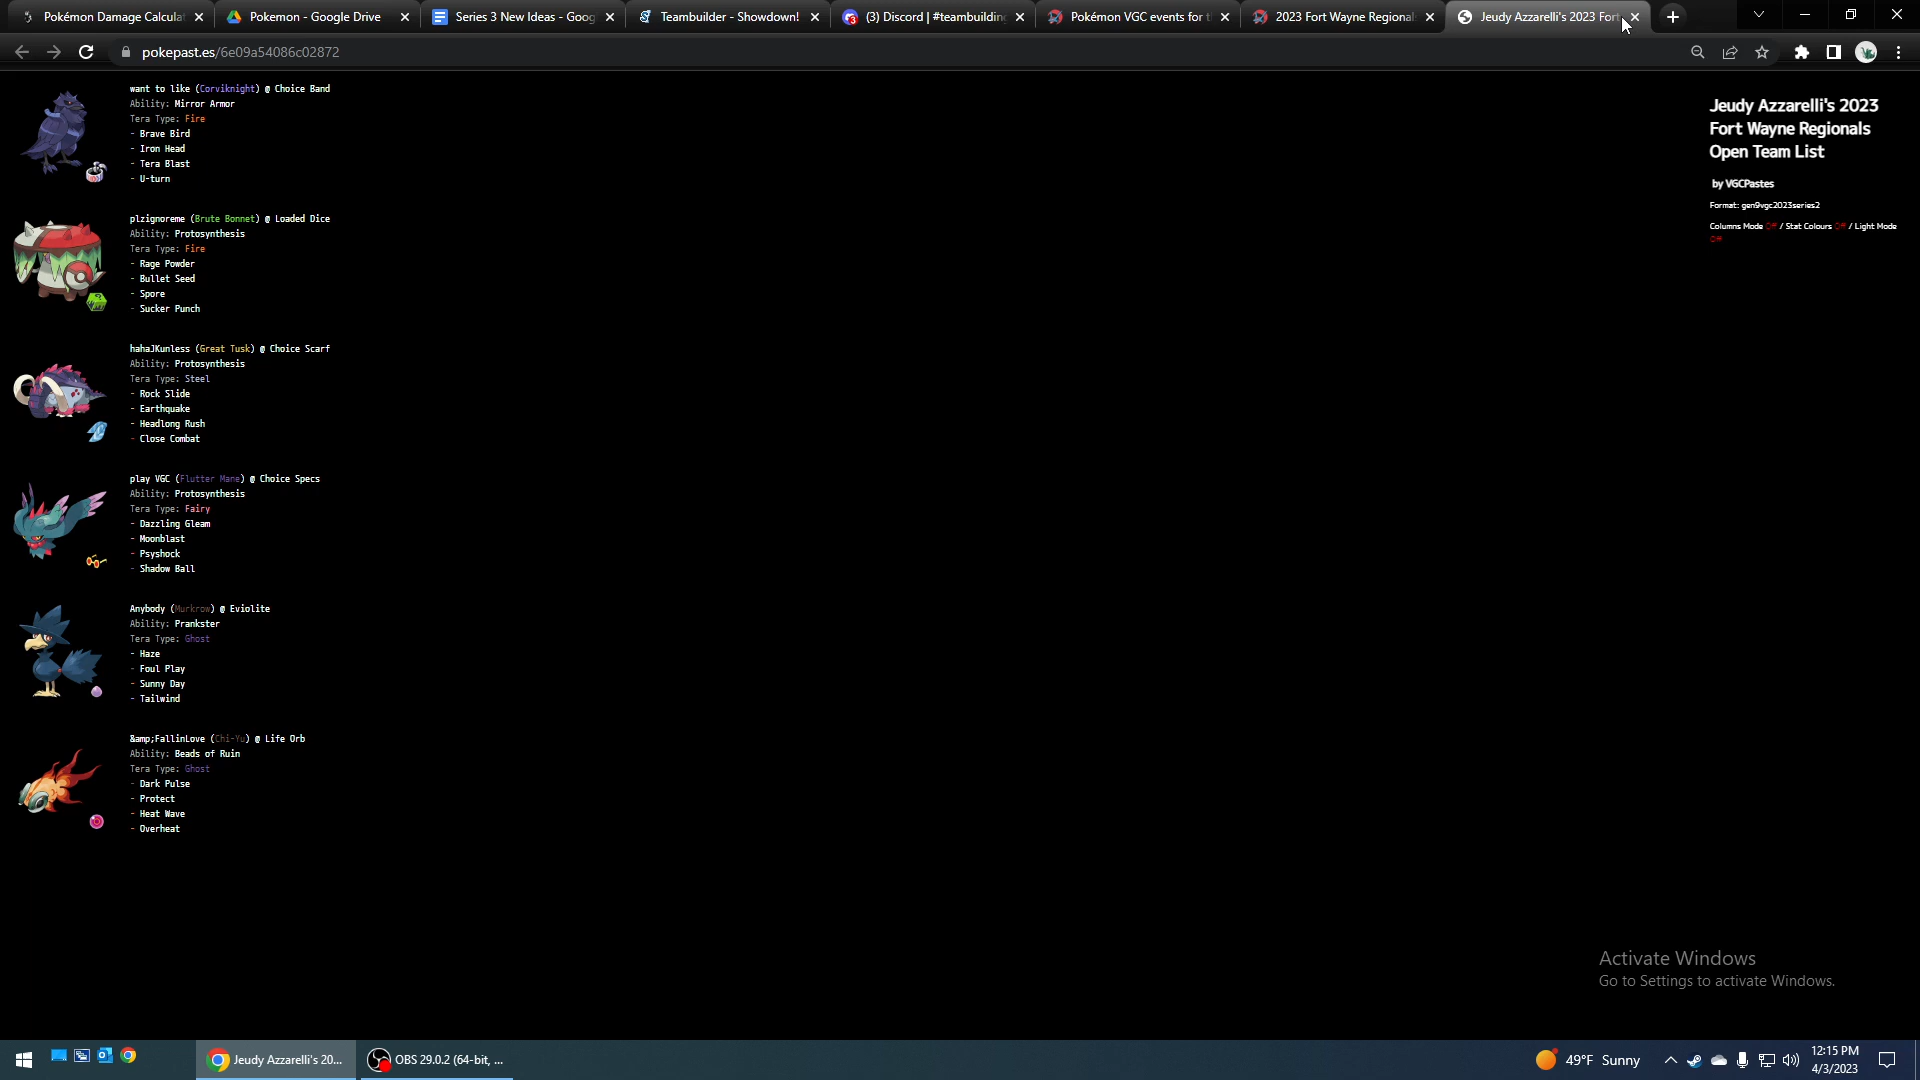 Pokémon Damage Calculat
Pokemon - Google Drive
Series 3 New Ideas - Goog
Teambuilder - Showdown!
(3) Discord | #teambuilding
Pokémon VGC events for t
2023 Fort Wayne Regional
Jeudy Azzarelli's 2023 Fort
pokepast.es/6e09a54086c02872
want to like (Corviknight) @ Choice Band
Ability: Mirror Armor
Tera Type: Fire
- Brave Bird
- Iron Head
- Tera Blast
- U-turn
plzignoreme (Brute Bonnet) @ Loaded Dice
Ability: Protosynthesis
Tera Type: Fire
- Rage Powder
- Bullet Seed
- Spore
- Sucker Punch
hahaJKunless (Great Tusk) @ Choice Scarf
Ability: Protosynthesis
Tera Type: Steel
- Rock Slide
- Earthquake
- Headlong Rush
- Close Combat
play VGC (Flutter Mane) @ Choice Specs
Ability: Protosynthesis
Tera Type: Fairy
- Dazzling Gleam
- Moonblast
- Psyshock
- Shadow Ball
Anybody (Murkrow) @ Eviolite
Ability: Prankster
Tera Type: Ghost
- Haze
- Foul Play
- Sunny Day
- Tailwind
&amp;FallinLove (Chi-Yu) @ Life Orb
Ability: Beads of Ruin
Tera Type: Ghost
- Dark Pulse
- Protect
- Heat Wave
- Overheat
Jeudy Azzarelli's 2023
Fort Wayne Regionals
Open Team List
by VGCPastes
Format: gen9vgc2023series2
Columns Mode Off / Stat Colours Off / Light Mode
Off
Activate Windows
Go to Settings to activate Windows.
Jeudy Azzarelli's 20...
OBS 29.0.2 (64-bit, ...
49°F Sunny
12:15 PM
4/3/2023